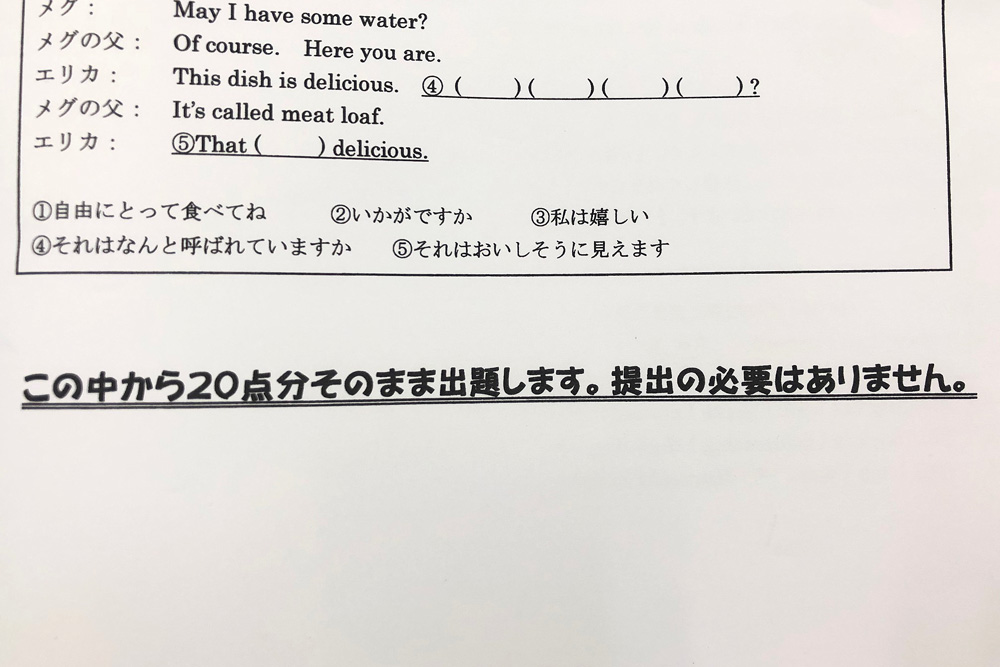 メグ： May I have some water?
メグの父： Of course. Here you are.
エリカ： This dish is delicious. ④ ( )( )( )( )?
メグの父： It's called meat loaf.
エリカ： ⑤That ( ) delicious.
①自由にとって食べてね ②いかがですか ③私は嬉しい
④それはなんと呼ばれていますか ⑤それはおいしそうに見えます
この中から20点分そのまま出題します。提出の必要はありません。